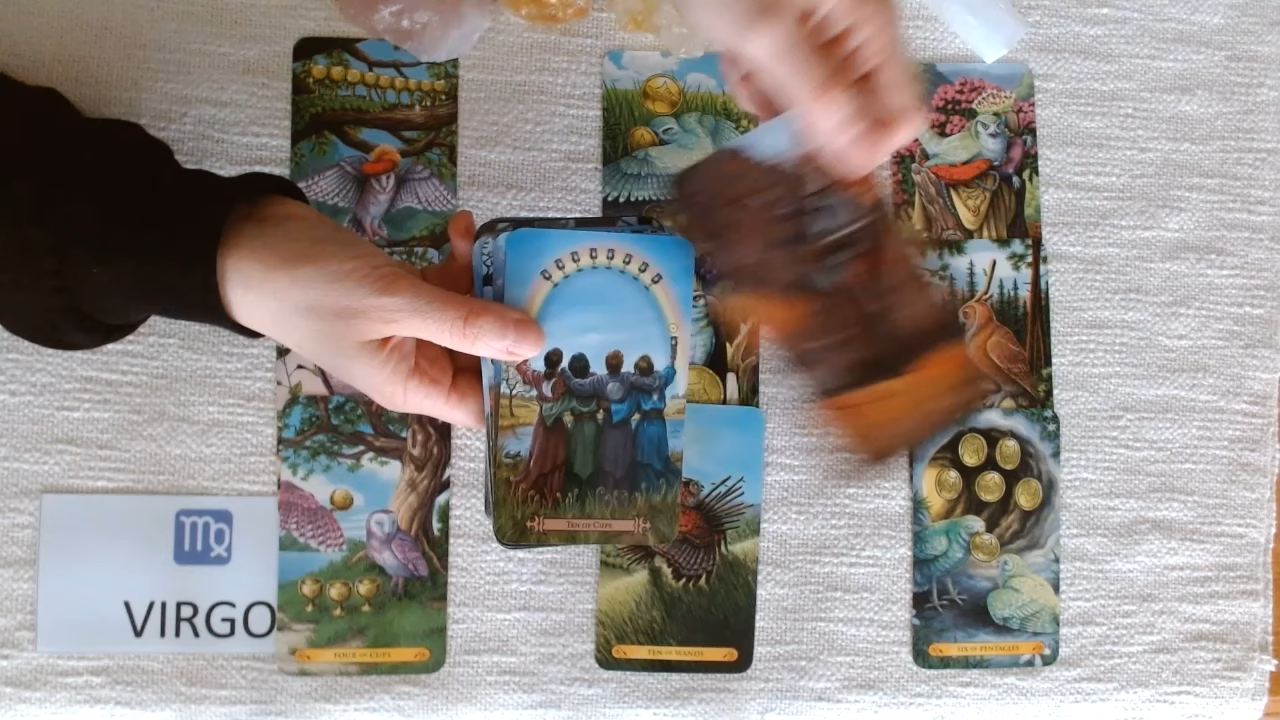 TEN OF CUPS
VIRGO
FOUR OF CUPS
TEN OF WANDS
SIX OF PENTACLES